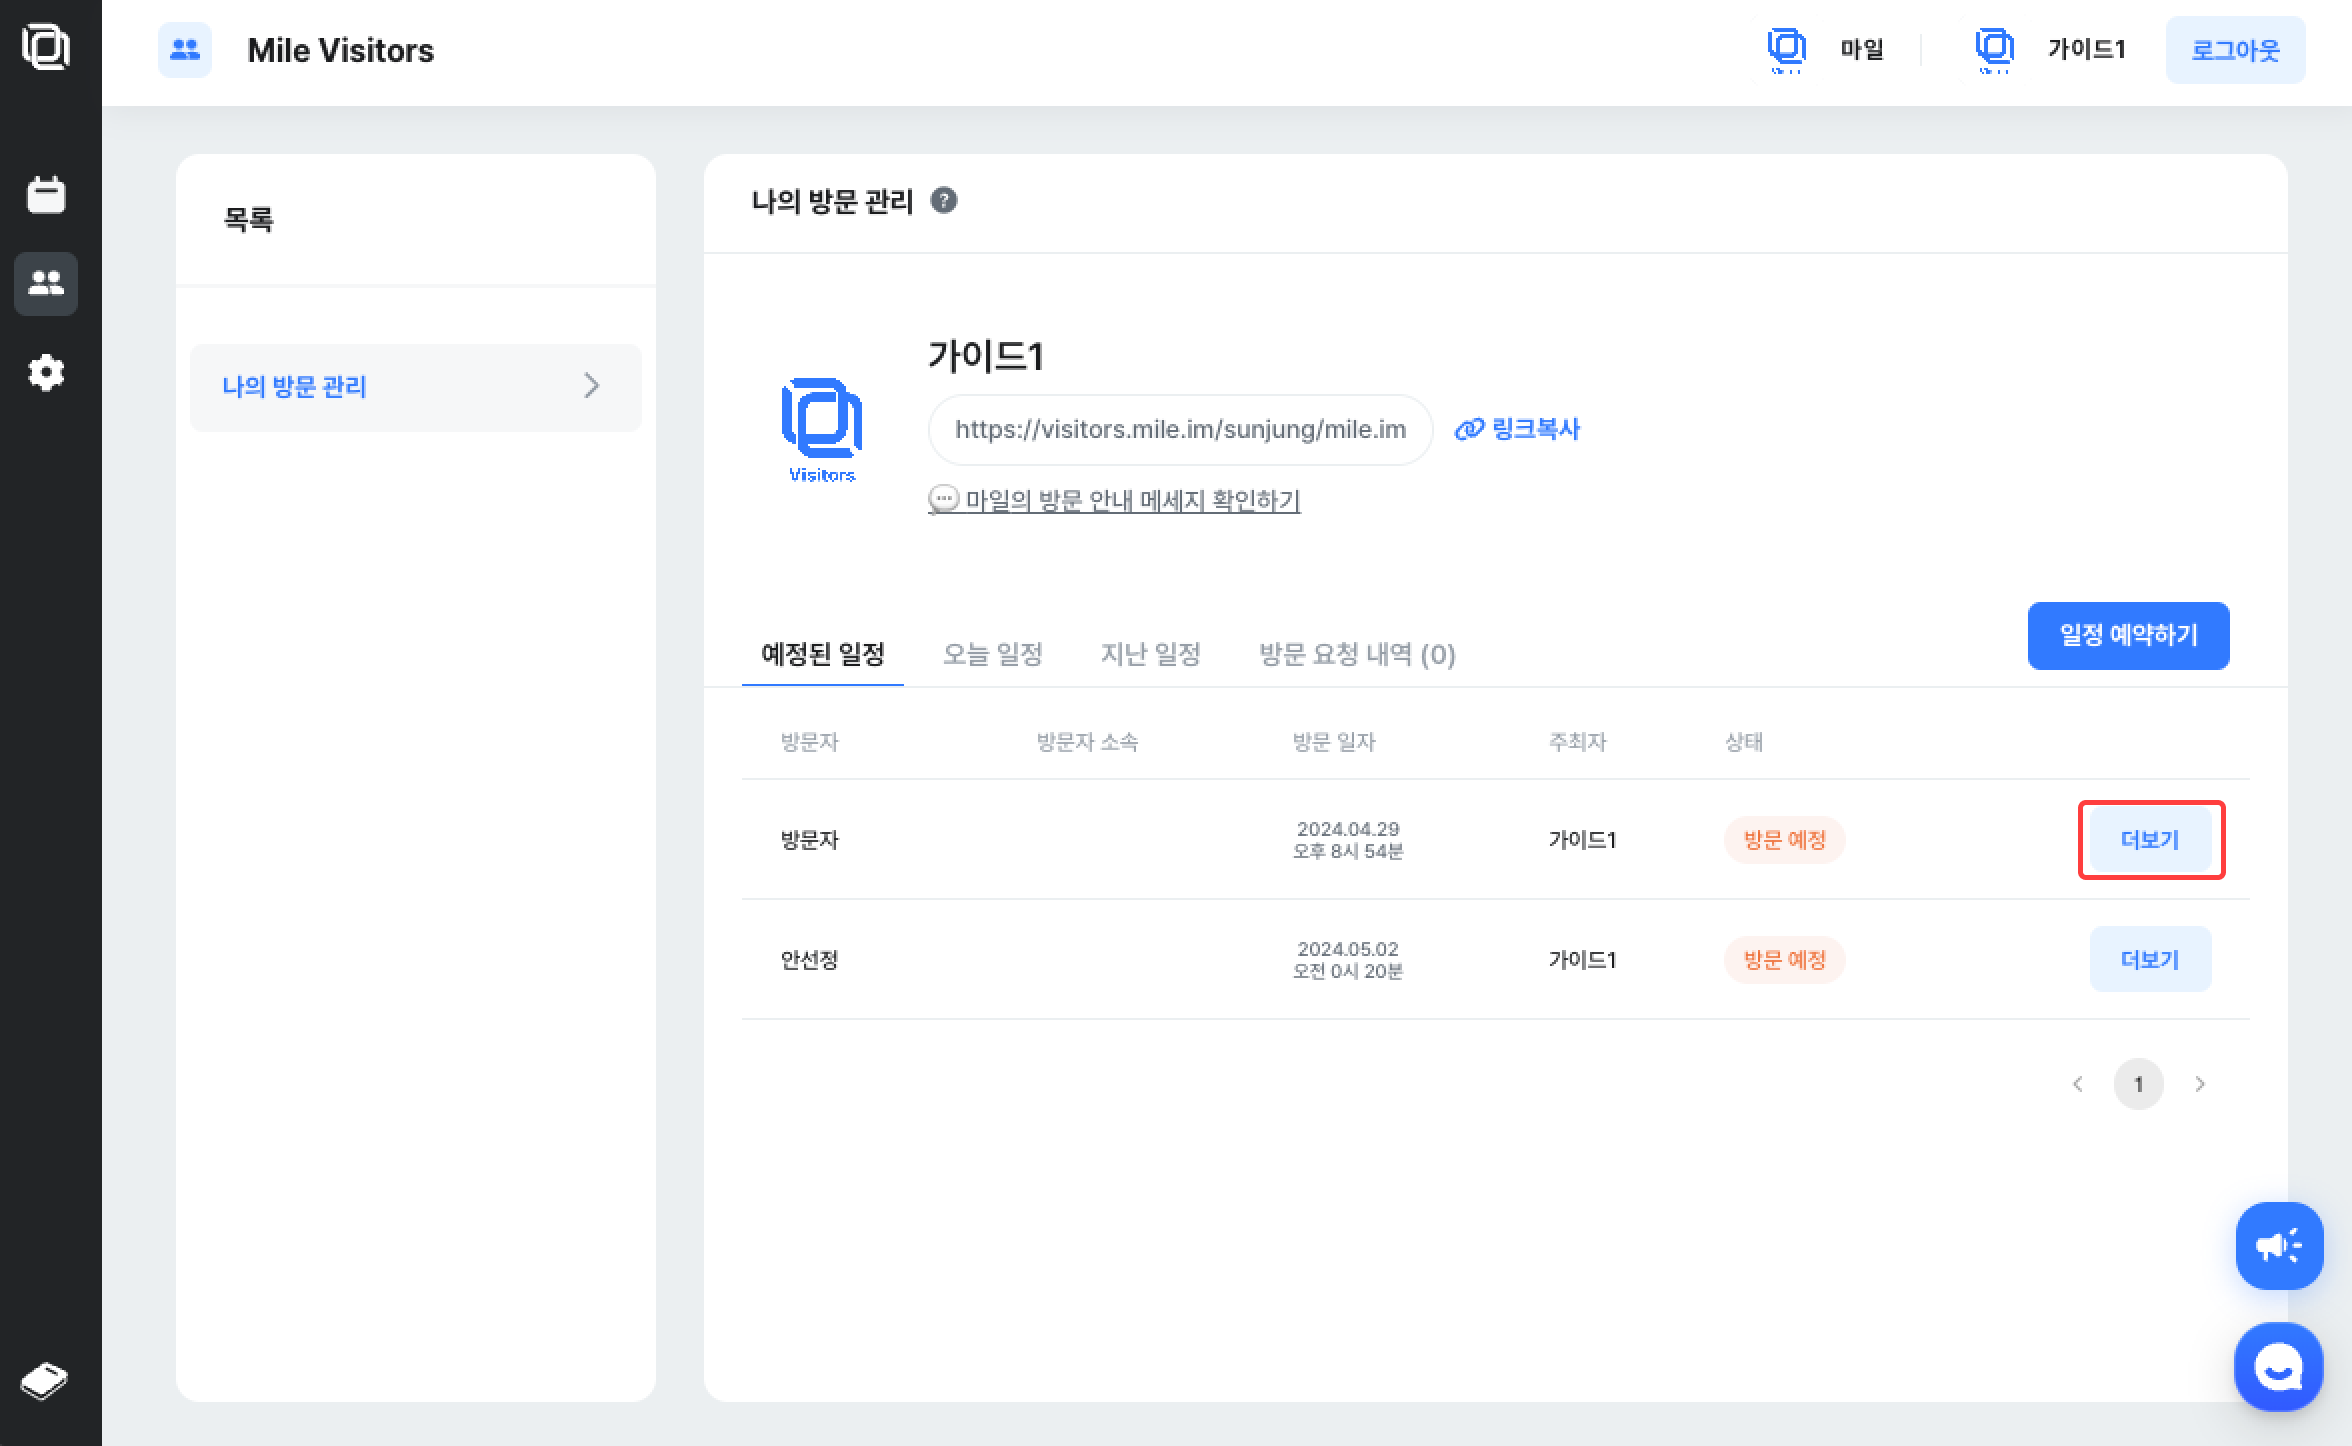 Mile Visitors
마일
가이드1
로그아웃
목록
나의 방문 관리
나의 방문 관리 ?
가이드1
https://visitors.mile.im/sunjung/mile.im
링크복사
Visitors
마일의 방문 안내 메세지 확인하기
일정 예약하기
예정된 일정 오늘 일정 지난 일정 방문 요청 내역 (0)
방문자 방문자 소속 방문 일자 주최자 상태
방문자 2024.04.29 오후 8시 54분 가이드1 방문 예정 더보기
안선정 2024.05.02 오전 0시 20분 가이드1 방문 예정 더보기
1